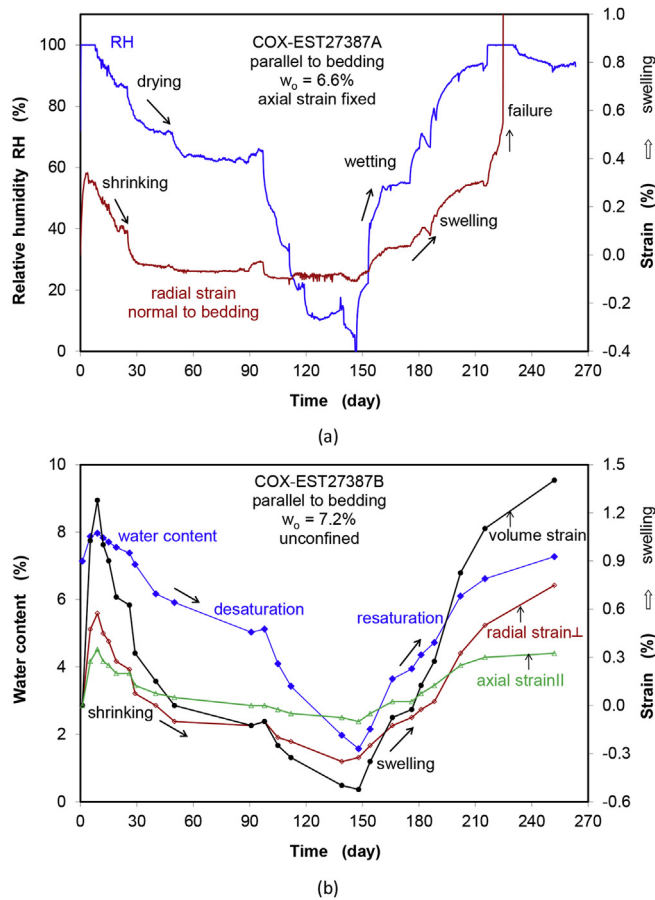 RH
COX-EST27387A
parallel to bedding
wo = 6.6%
axial strain fixed
drying
shrinking
wetting
swelling
failure
radial strain
normal to bedding
Relative humidity RH (%)
0
20
40
60
80
100
Strain (%) ⇨ swelling
-0.4
-0.2
0.0
0.2
0.4
0.6
0.8
1.0
0 30 60 90 120 150 180 210 240 270
Time (day)
(a)
COX-EST27387B
parallel to bedding
wo = 7.2%
unconfined
water content
desaturation
resaturation
volume strain
radial strain⊥
axial strain||
shrinking
swelling
Water content (%)
0
2
4
6
8
10
Strain (%) ⇨ swelling
-0.6
-0.3
0.0
0.3
0.6
0.9
1.2
1.5
0 30 60 90 120 150 180 210 240 270
Time (day)
(b)